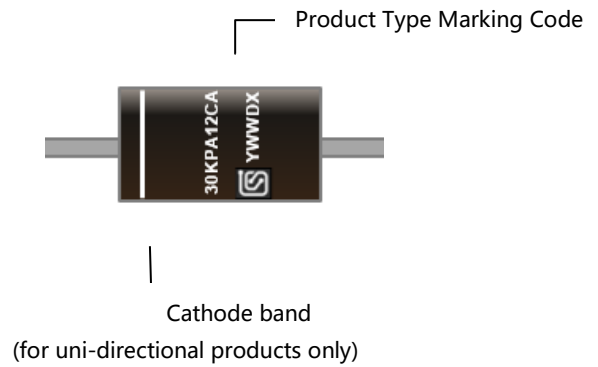 Product Type Marking Code
30KPA12CA
YWWDX
Cathode band
(for uni-directional products only)